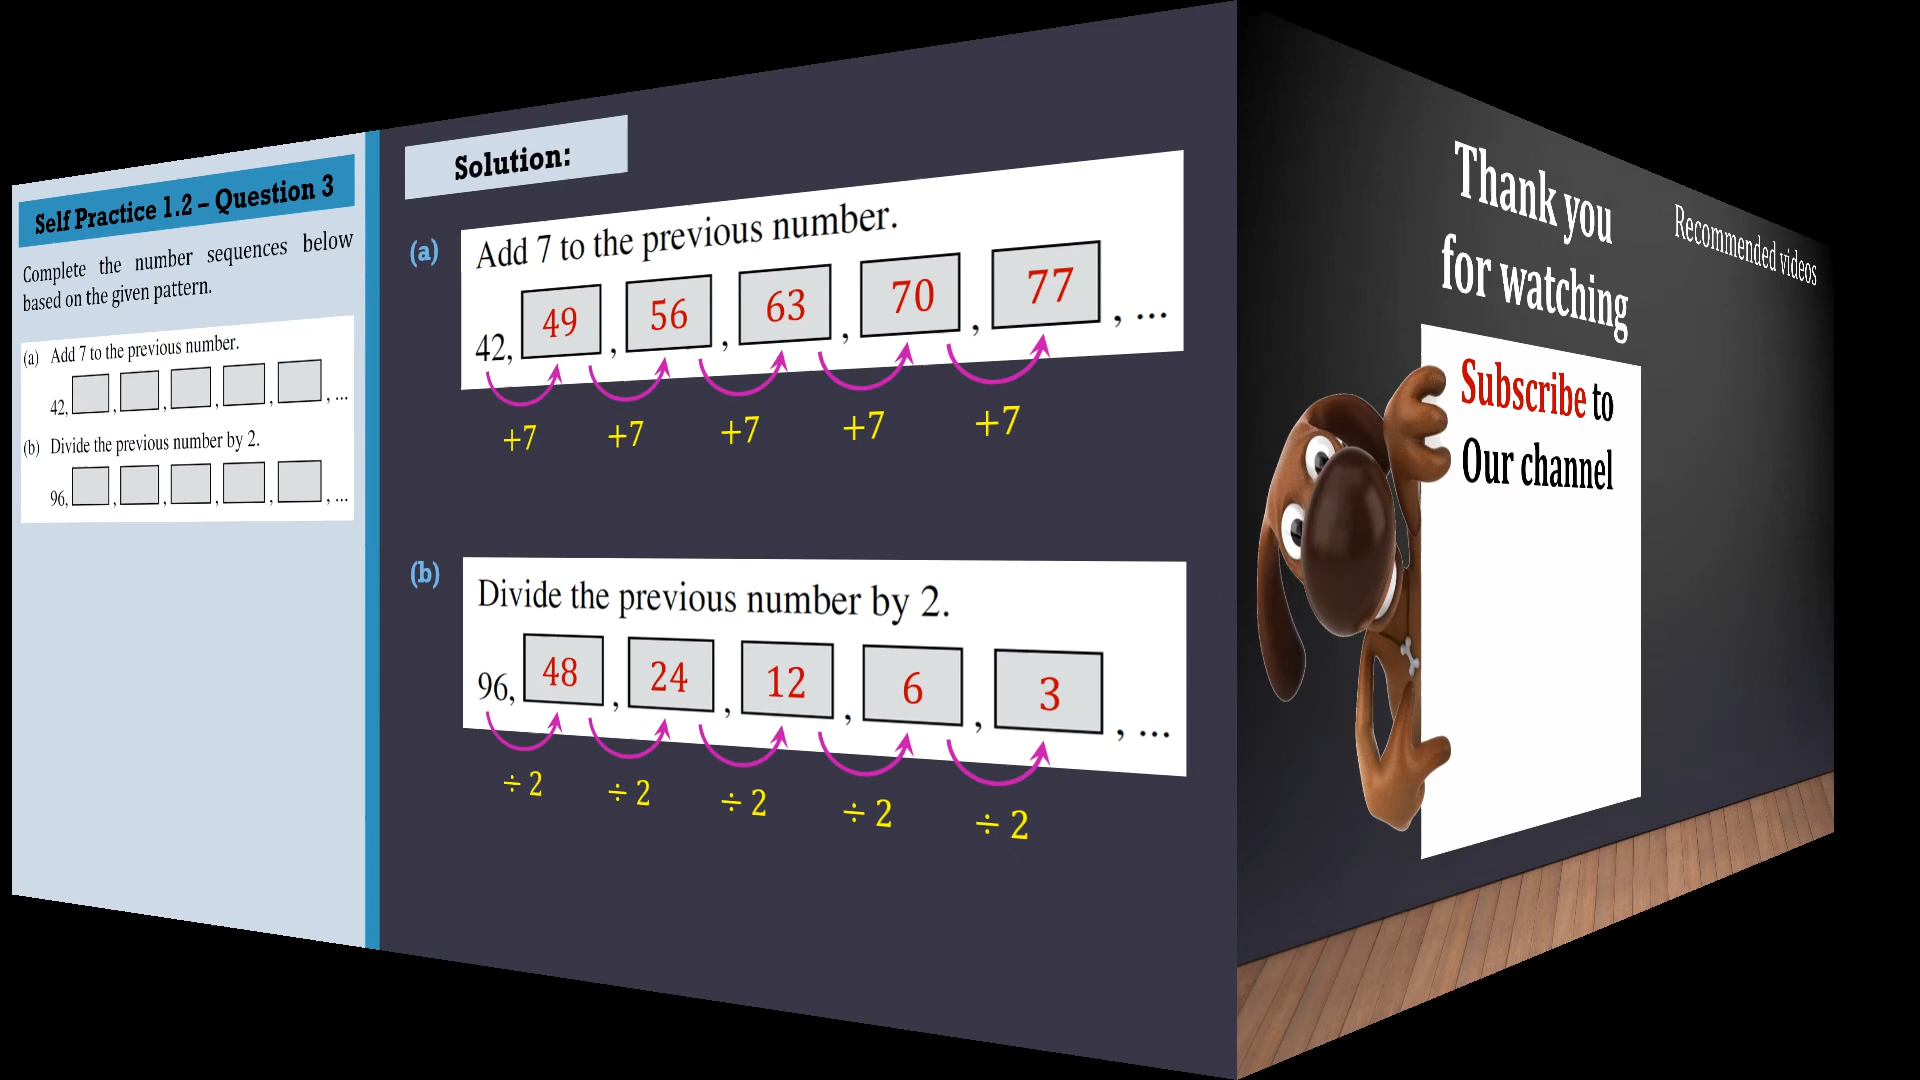 Self Practice 1.2 – Question 3
Complete the number sequences below
based on the given pattern.
(a) Add 7 to the previous number.
42, , , , , , ...
(b) Divide the previous number by 2.
96, , , , , , ...
Solution:
(a) Add 7 to the previous number.
42, 49 , 56 , 63 , 70 , 77 , ...
+7 +7 +7 +7 +7
(b) Divide the previous number by 2.
96, 48 , 24 , 12 , 6 , 3 , ...
÷ 2 ÷ 2 ÷ 2 ÷ 2 ÷ 2
Thank you
for watching
Recommended videos
Subscribe to
Our channel